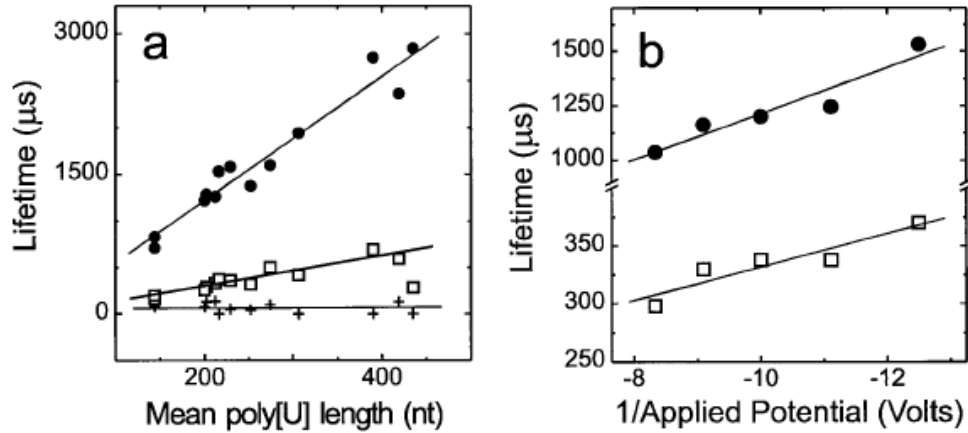 a
3000
1500
0
Lifetime (μs)
200
400
Mean poly[U] length (nt)
b
1500
1250
1000
350
300
250
Lifetime (μs)
-8
-10
-12
1/Applied Potential (Volts)